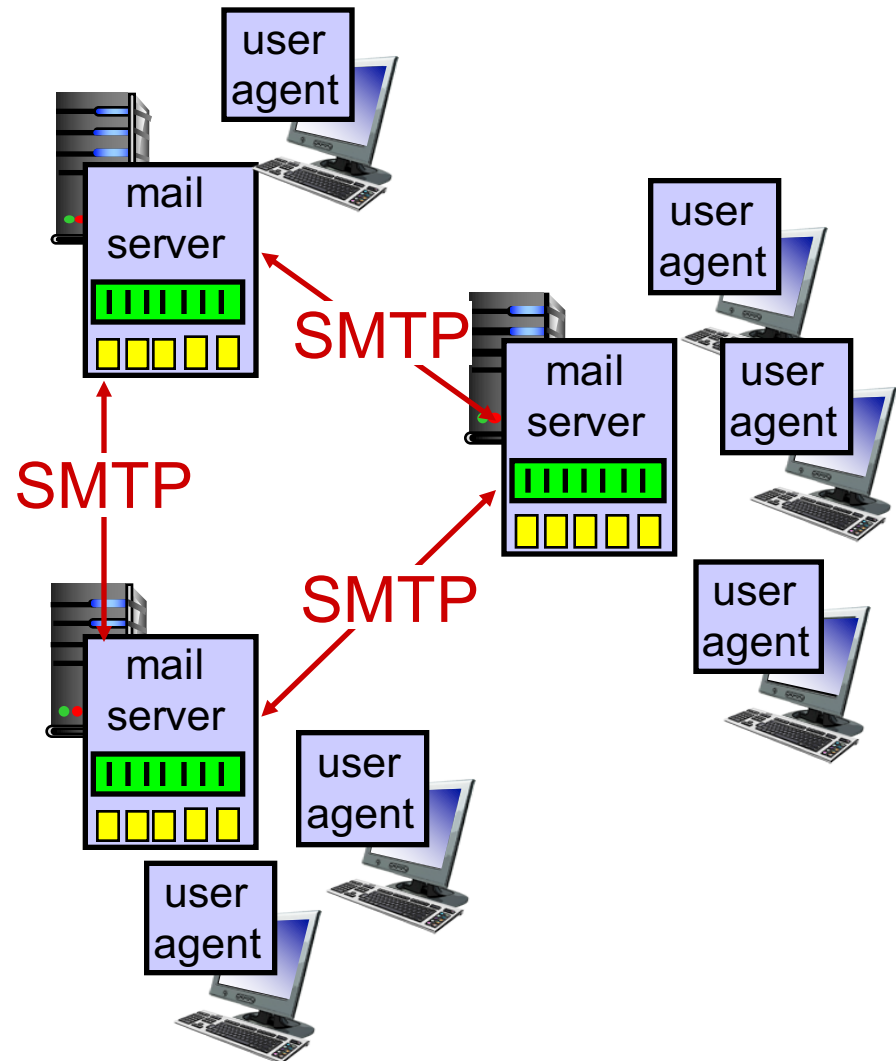 user
agent
mail
server
user
agent
SMTP
mail
server
user
agent
SMTP
SMTP
user
agent
mail
server
user
agent
user
agent